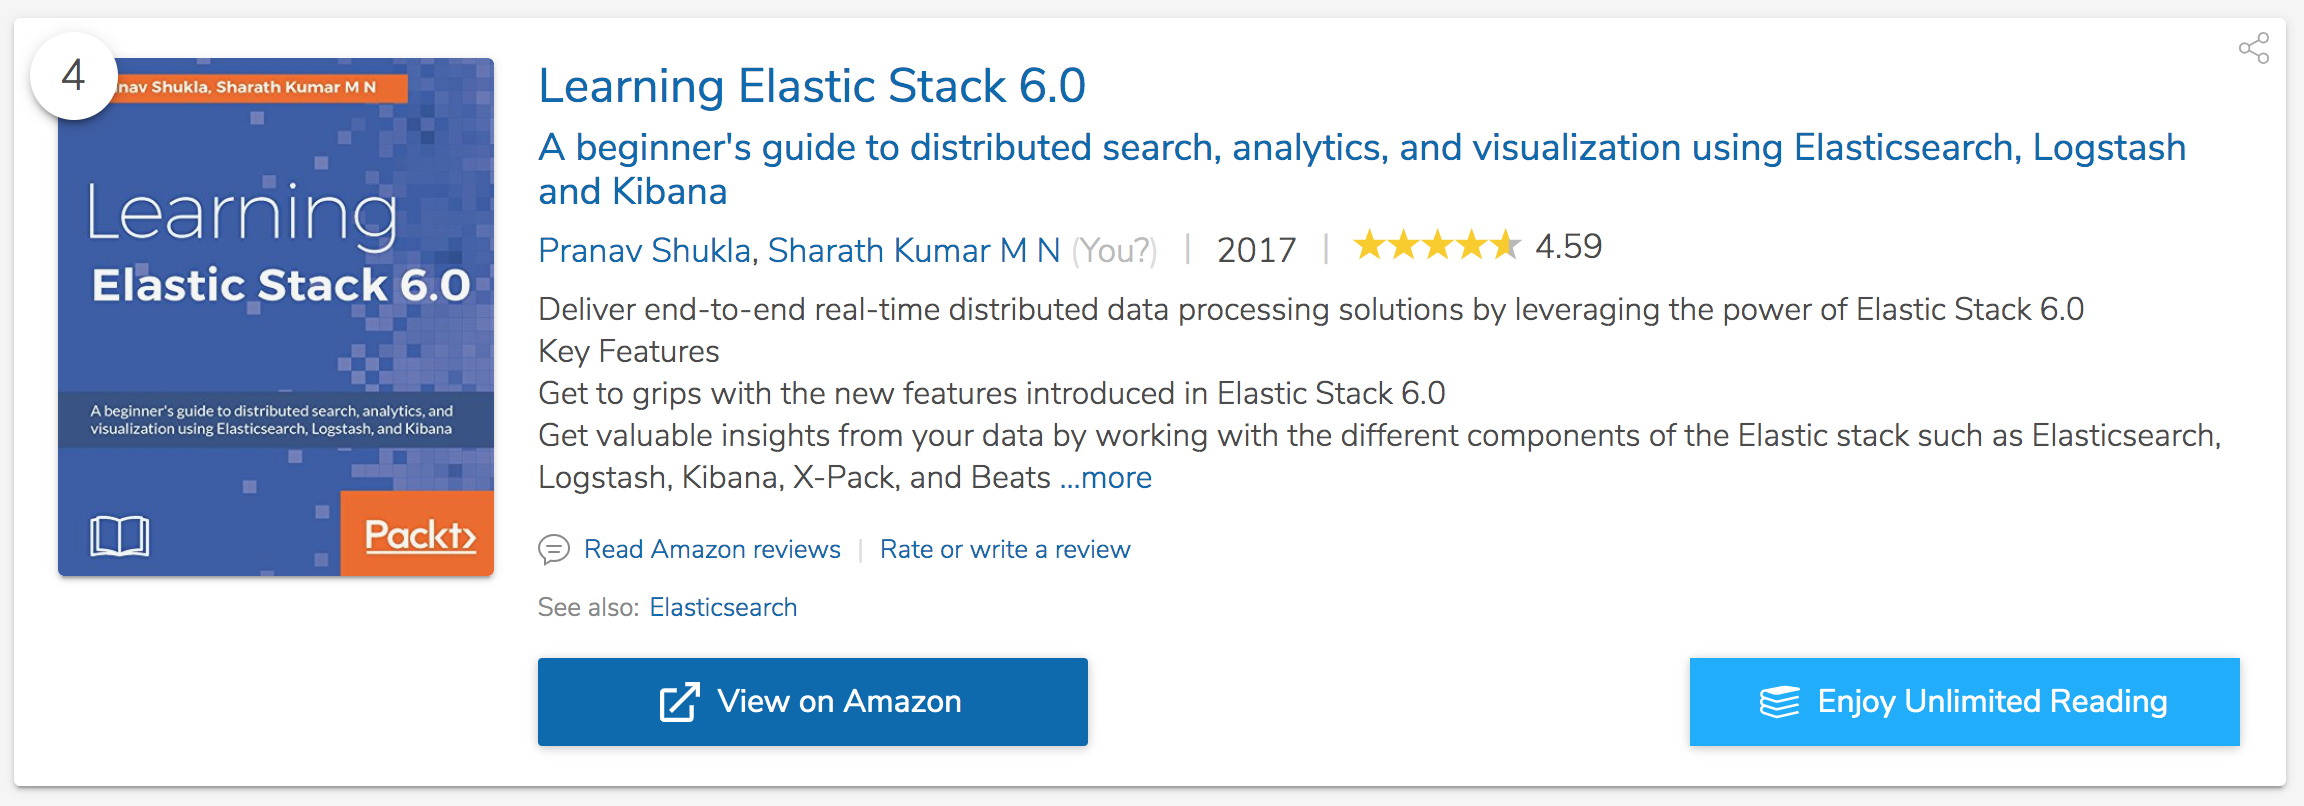 4
nav Shukla, Sharath Kumar M N
Learning
Elastic Stack 6.0
A beginner's guide to distributed search, analytics, and
visualization using Elasticsearch, Logstash, and Kibana
Packt>
Learning Elastic Stack 6.0
A beginner's guide to distributed search, analytics, and visualization using Elasticsearch, Logstash
and Kibana
Pranav Shukla, Sharath Kumar M N (You?) | 2017 | 4.59
Deliver end-to-end real-time distributed data processing solutions by leveraging the power of Elastic Stack 6.0
Key Features
Get to grips with the new features introduced in Elastic Stack 6.0
Get valuable insights from your data by working with the different components of the Elastic stack such as Elasticsearch,
Logstash, Kibana, X-Pack, and Beats ...more
Read Amazon reviews | Rate or write a review
See also: Elasticsearch
View on Amazon
Enjoy Unlimited Reading